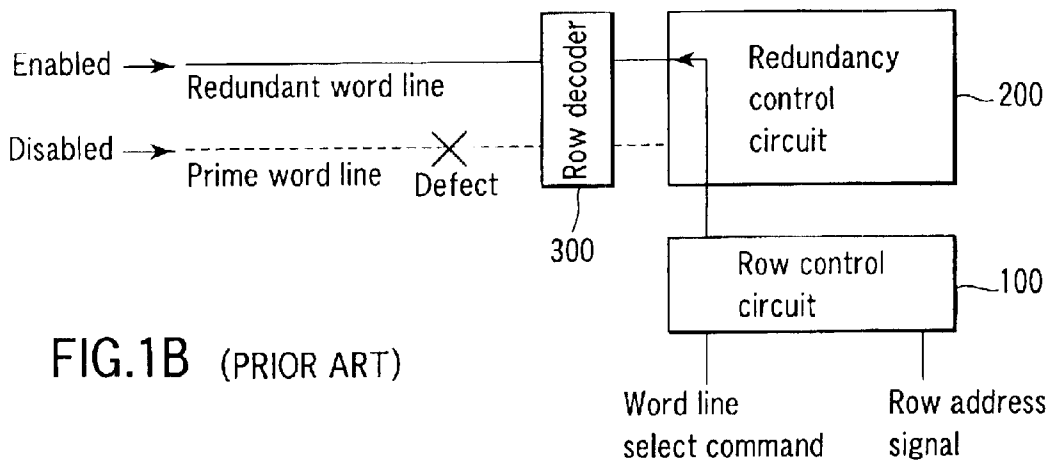 Enabled
Redundant word line
Disabled
Prime word line
Defect
Row decoder
300
Redundancy
control
circuit
200
Row control
circuit
100
Word line
select command
Row address
signal
FIG.1B (PRIOR ART)